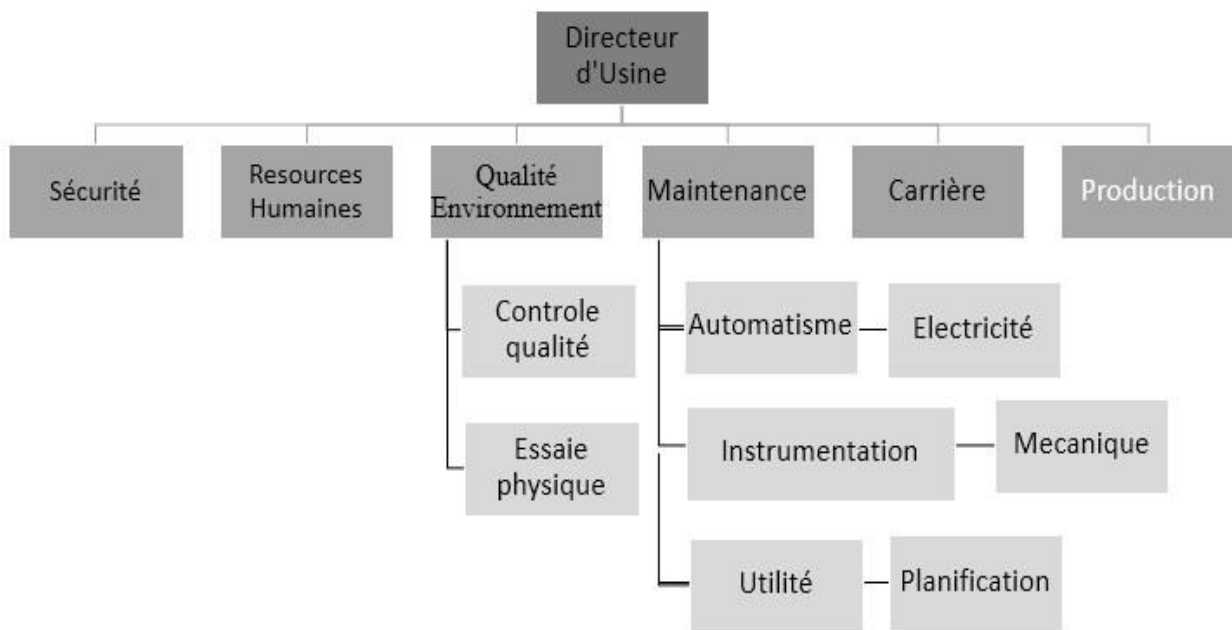 Directeur
d'Usine
Sécurité
Resources
Humaines
Qualité
Environnement
Maintenance
Carrière
Production
Controle
qualité
Automatisme
Electricité
Essaie
physique
Instrumentation
Mecanique
Utilité
Planification